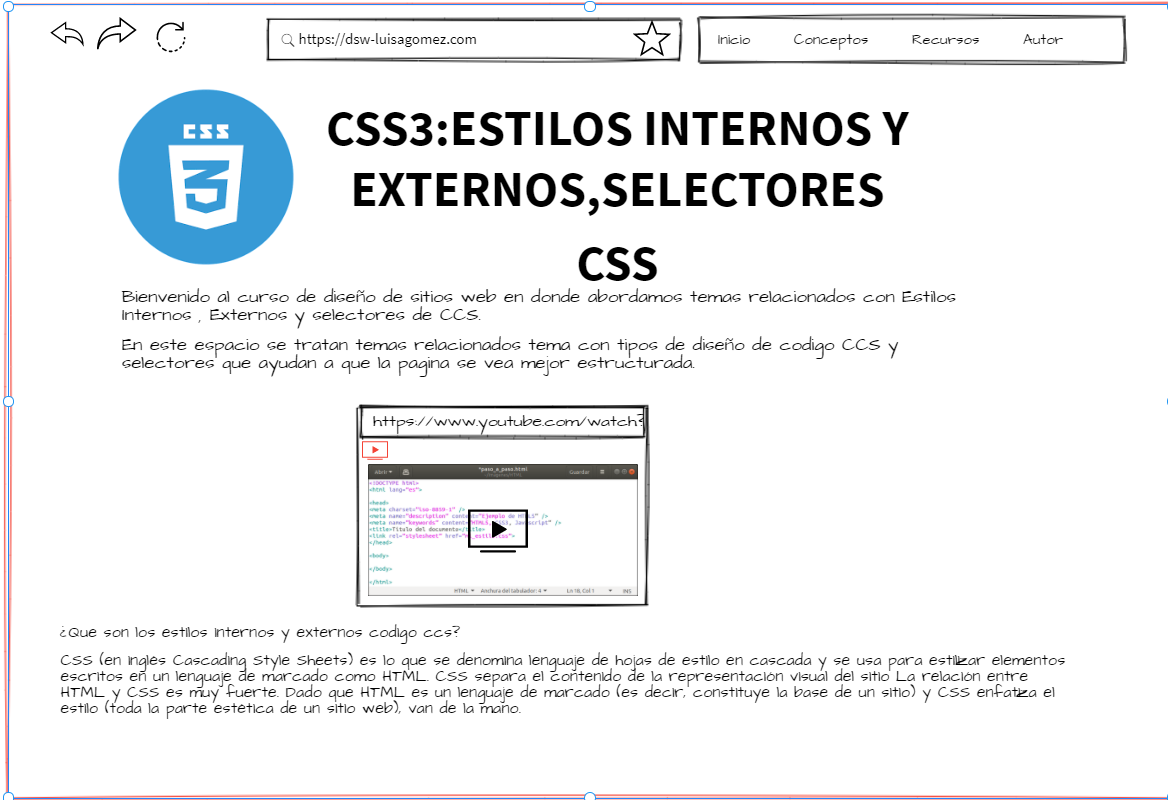 https://dsw-luisagomez.com
Inicio Conceptos Recursos Autor
CSS
3
CSS3:ESTILOS INTERNOS Y
EXTERNOS,SELECTORES
CSS
Bienvenido al curso de diseño de sitios web en donde abordamos temas relacionados con Estilos
Internos , Externos y selectores de CCS.
En este espacio se tratan temas relacionados tema con tipos de diseño de codigo CCS y
selectores que ayudan a que la pagina se vea mejor estructurada.
https://www.youtube.com/watch?
Abrir *paso_a_paso.html Guardar
<!DOCTYPE html>
<html lang="es">
<head>
<meta charset="iso-8859-1" />
<meta name="description" content="Ejemplo de HTML5" />
<meta name="keywords" content="HTML5, CSS3, JavaScript" />
<title>Titulo del documento</title>
<link rel="stylesheet" href="mi_estilo.css">
</head>
<body>
</body>
</html>
HTML Anchura del tabulador: 4 Ln 16, Col 1 INS
¿Que son los estilos internos y externos codigo ccs?
CSS (en inglés Cascading Style Sheets) es lo que se denomina lenguaje de hojas de estilo en cascada y se usa para estilizar elementos
escritos en un lenguaje de marcado como HTML. CSS separa el contenido de la representación visual del sitio La relación entre
HTML y CSS es muy fuerte. Dado que HTML es un lenguaje de marcado (es decir, constituye la base de un sitio) y CSS enfatiza el
estilo (toda la parte estética de un sitio web), van de la mano.